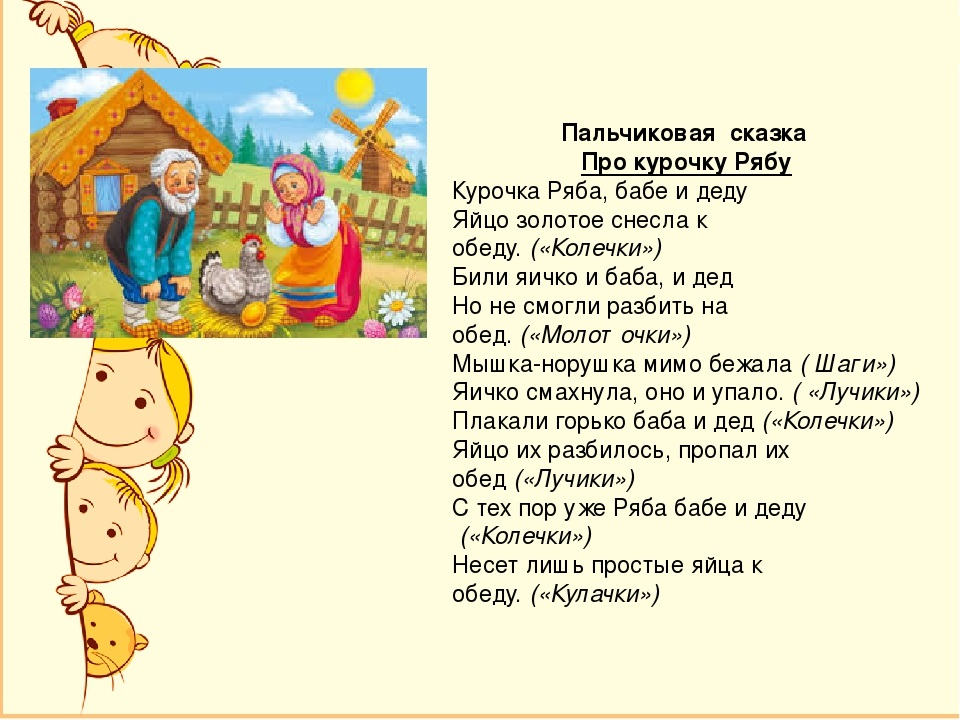 Пальчиковая сказка
Про курочку Рябу
Курочка Ряба, бабе и деду
Яйцо золотое снесла к
обеду. («Колечки»)
Били яичко и баба, и дед
Но не смогли разбить на
обед. («Молот очки»)
Мышка-норушка мимо бежала ( Шаги»)
Яичко смахнула, оно и упало. ( «Лучики»)
Плакали горько баба и дед («Колечки»)
Яйцо их разбилось, пропал их
обед («Лучики»)
С тех пор уже Ряба бабе и деду
(«Колечки»)
Несет лишь простые яйца к
обеду. («Кулачки»)